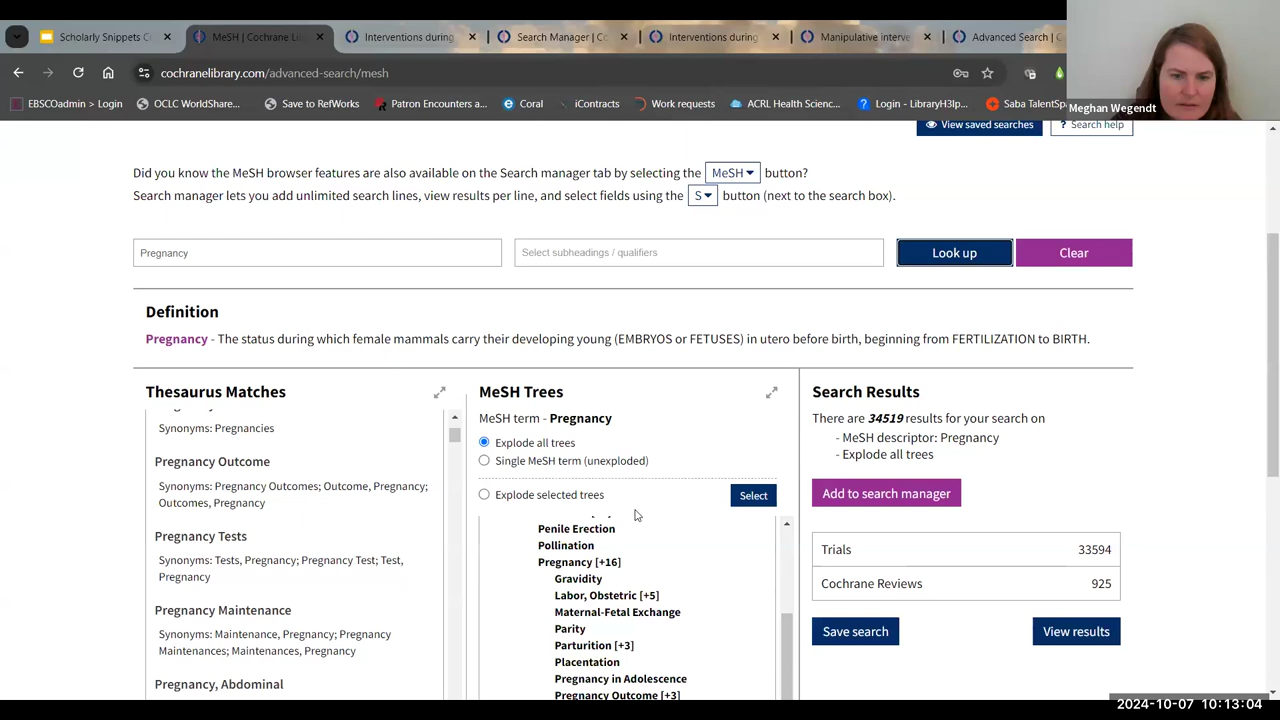 Scholarly Snippets C
MeSH | Cochrane Lib
Interventions during
Search Manager | Co
Interventions during
Manipulative interve
Advanced Search | C
cochranelibrary.com/advanced-search/mesh
EBSCOadmin > Login
OCLC WorldShare...
Save to RefWorks
Patron Encounters a...
Coral
iContracts
Work requests
ACRL Health Scienc...
Login - LibraryH3lp...
Saba TalentSp
Meghan Wegendt
View saved searches
? Search help
Did you know the MeSH browser features are also available on the Search manager tab by selecting the MeSH button?
Search manager lets you add unlimited search lines, view results per line, and select fields using the S button (next to the search box).
Pregnancy
Select subheadings / qualifiers
Look up
Clear
Definition
Pregnancy - The status during which female mammals carry their developing young (EMBRYOS or FETUSES) in utero before birth, beginning from FERTILIZATION to BIRTH.
Thesaurus Matches
Synonyms: Pregnancies
Pregnancy Outcome
Synonyms: Pregnancy Outcomes; Outcome, Pregnancy;
Outcomes, Pregnancy
Pregnancy Tests
Synonyms: Tests, Pregnancy; Pregnancy Test; Test,
Pregnancy
Pregnancy Maintenance
Synonyms: Maintenance, Pregnancy; Pregnancy
Maintenances; Maintenances, Pregnancy
Pregnancy, Abdominal
MeSH Trees
MeSH term - Pregnancy
Explode all trees
Single MeSH term (unexploded)
Explode selected trees
Select
Penile Erection
Pollination
Pregnancy [+16]
Gravidity
Labor, Obstetric [+5]
Maternal-Fetal Exchange
Parity
Parturition [+3]
Placentation
Pregnancy in Adolescence
Pregnancy Outcome [+3]
Search Results
There are 34519 results for your search on
- MeSH descriptor: Pregnancy
- Explode all trees
Add to search manager
Trials 33594
Cochrane Reviews 925
Save search
View results
2024-10-07 10:13:04